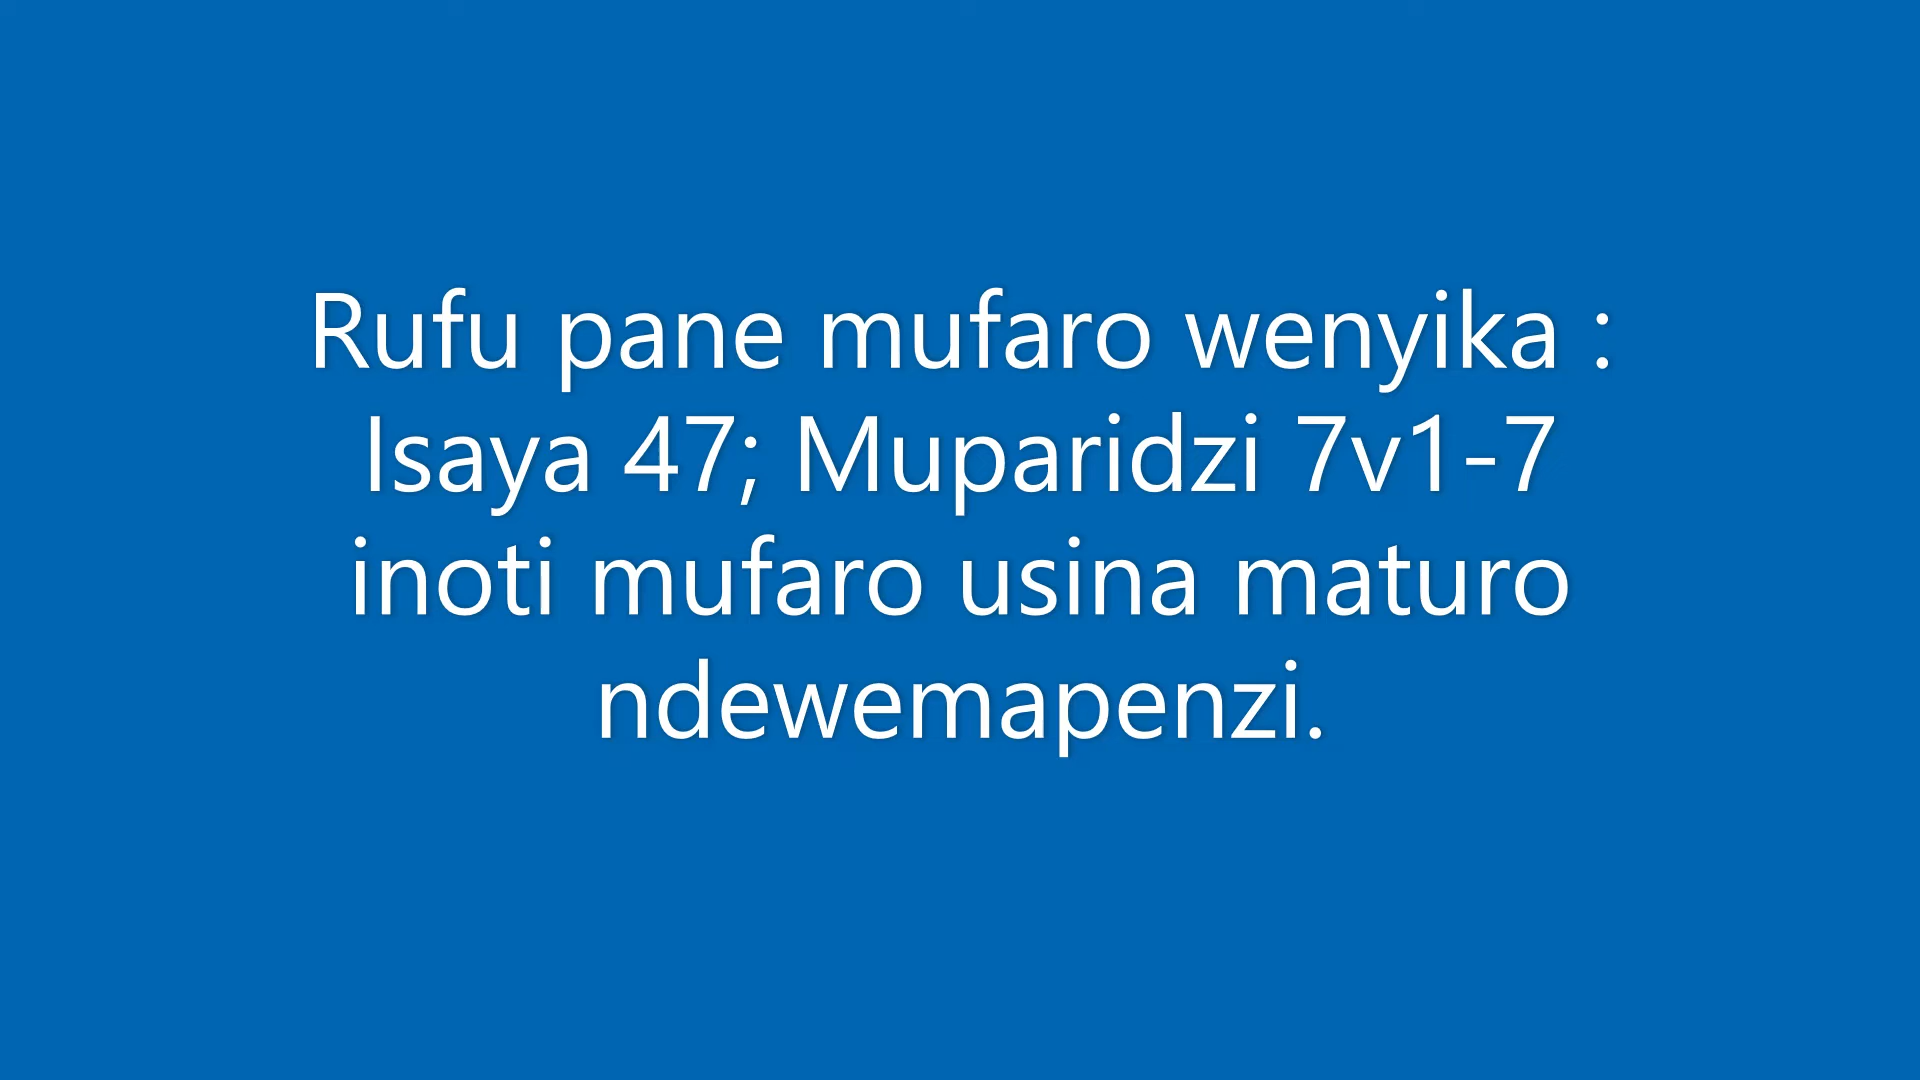 Rufu pane mufaro wenyika :
Isaya 47; Muparidzi 7v1-7
inoti mufaro usina maturo
ndewemapenzi.